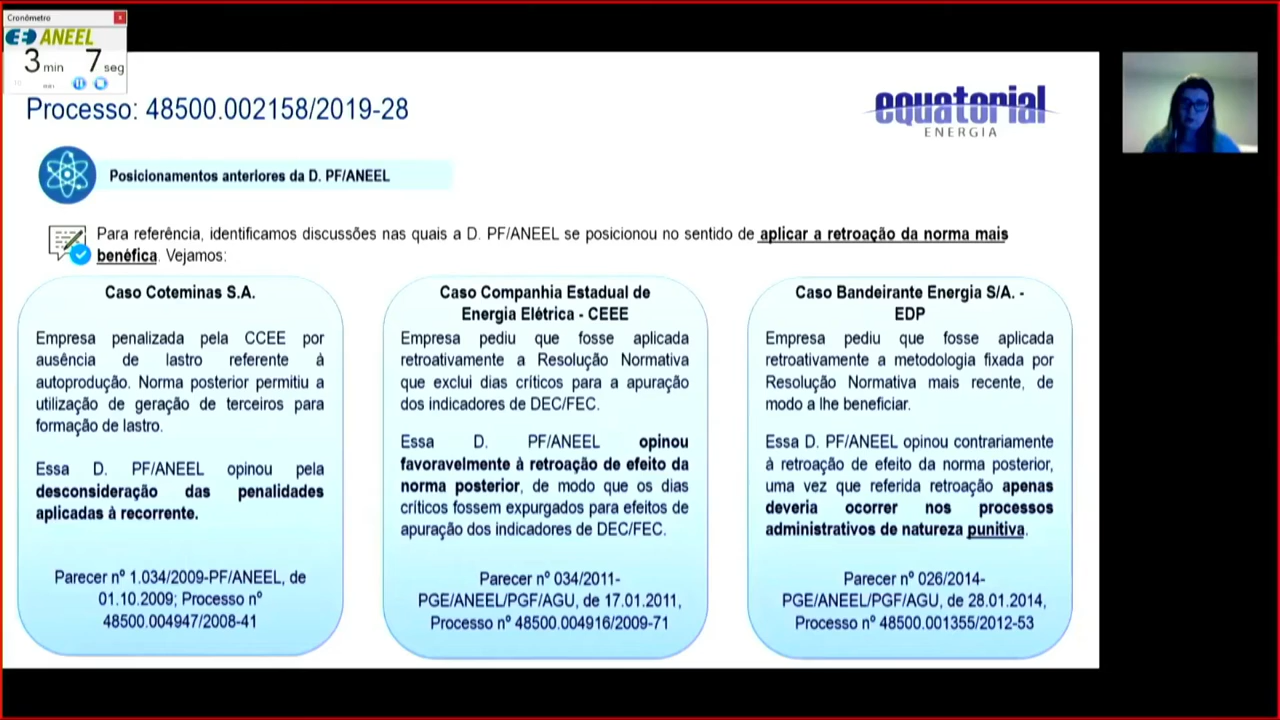 Cronômetro
ANEEL
3 min 7 seg
Processo: 48500.002158/2019-28
equatorial
ENERGIA
Posicionamentos anteriores da D. PF/ANEEL
Para referência, identificamos discussões nas quais a D. PF/ANEEL se posicionou no sentido de aplicar a retroação da norma mais
benéfica. Vejamos:
Caso Coteminas S.A.
Empresa penalizada pela CCEE por
ausência de lastro referente à
autoprodução. Norma posterior permitiu a
utilização de geração de terceiros para
formação de lastro.
Essa D. PF/ANEEL opinou pela
desconsideração das penalidades
aplicadas à recorrente.
Parecer nº 1.034/2009-PF/ANEEL, de
01.10.2009; Processo nº
48500.004947/2008-41
Caso Companhia Estadual de
Energia Elétrica - CEEE
Empresa pediu que fosse aplicada
retroativamente a Resolução Normativa
que exclui dias críticos para a apuração
dos indicadores de DEC/FEC.
Essa D. PF/ANEEL opinou
favoravelmente à retroação de efeito da
norma posterior, de modo que os dias
críticos fossem expurgados para efeitos de
apuração dos indicadores de DEC/FEC.
Parecer nº 034/2011-
PGE/ANEEL/PGF/AGU, de 17.01.2011,
Processo nº 48500.004916/2009-71
Caso Bandeirante Energia S/A. -
EDP
Empresa pediu que fosse aplicada
retroativamente a metodologia fixada por
Resolução Normativa mais recente, de
modo a lhe beneficiar.
Essa D. PF/ANEEL opinou contrariamente
à retroação de efeito da norma posterior,
uma vez que referida retroação apenas
deveria ocorrer nos processos
administrativos de natureza punitiva.
Parecer nº 026/2014-
PGE/ANEEL/PGF/AGU, de 28.01.2014,
Processo nº 48500.001355/2012-53